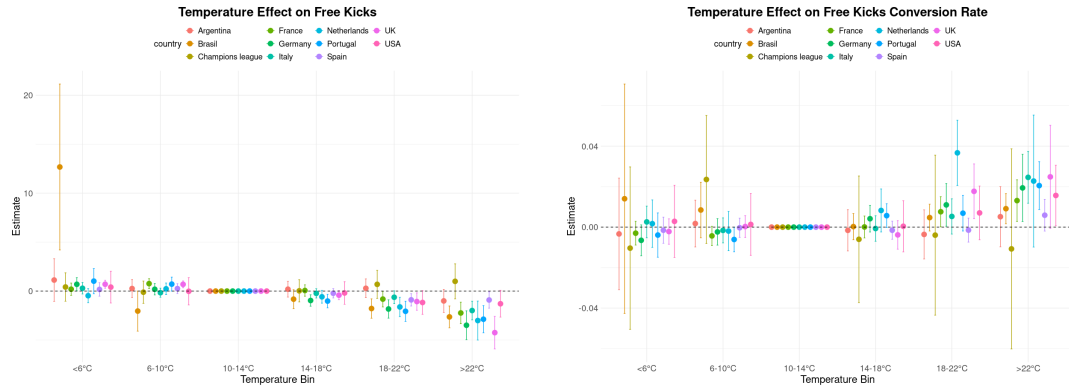 Temperature Effect on Free Kicks
Argentina France Netherlands UK
country Brasil Germany Portugal USA
Champions league Italy Spain
20
10
0
Estimate
<6°C 6-10°C 10-14°C 14-18°C 18-22°C >22°C
Temperature Bin
Temperature Effect on Free Kicks Conversion Rate
Argentina France Netherlands UK
country Brasil Germany Portugal USA
Champions league Italy Spain
0.04
0.00
-0.04
Estimate
<6°C 6-10°C 10-14°C 14-18°C 18-22°C >22°C
Temperature Bin